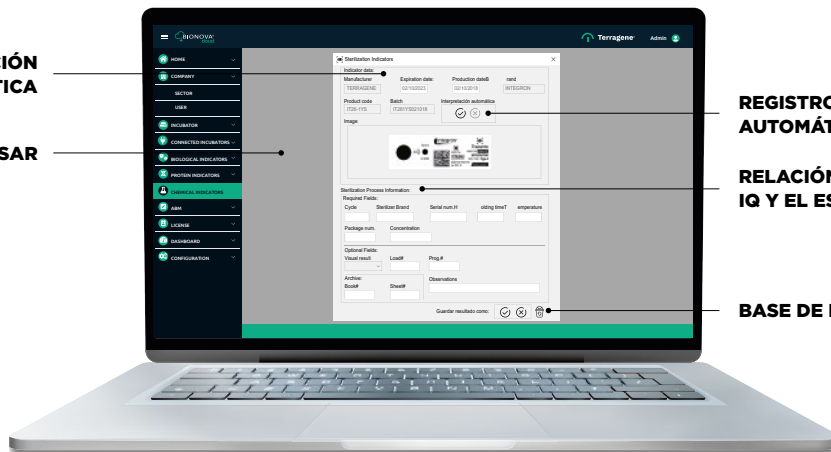 BIONOVA
cloud
Terragene
Admin
HOME
COMPANY
SECTOR
USER
INCUBATOR
CONNECTED INCUBATORS
BIOLOGICAL INDICATORS
PROTEIN INDICATORS
CHEMICAL INDICATORS
ABM
LICENSE
DASHBOARD
CONFIGURATION
CIÓN
TICA
SAR
Sterilization Indicators
Indicator data:
Manufacturer Expiration date: Production dateB rand
TERRAGENE 02/10/2023 02/10/2018 INTEGRON
Product code Batch Interpretación automática
IT26-1YS IT281YS021018
Image:
Sterilization Process Information:
Required Fields:
Cycle Sterilizer Brand Serial num.H olding timeT emperature
Package num. Concentration
Optional Fields:
Visual result Load# Prog.#
Archive:
Book# Sheet# Observations
Guardar resultado como:
REGISTRO
AUTOMÁT
RELACIÓN
IQ Y EL ES
BASE DE